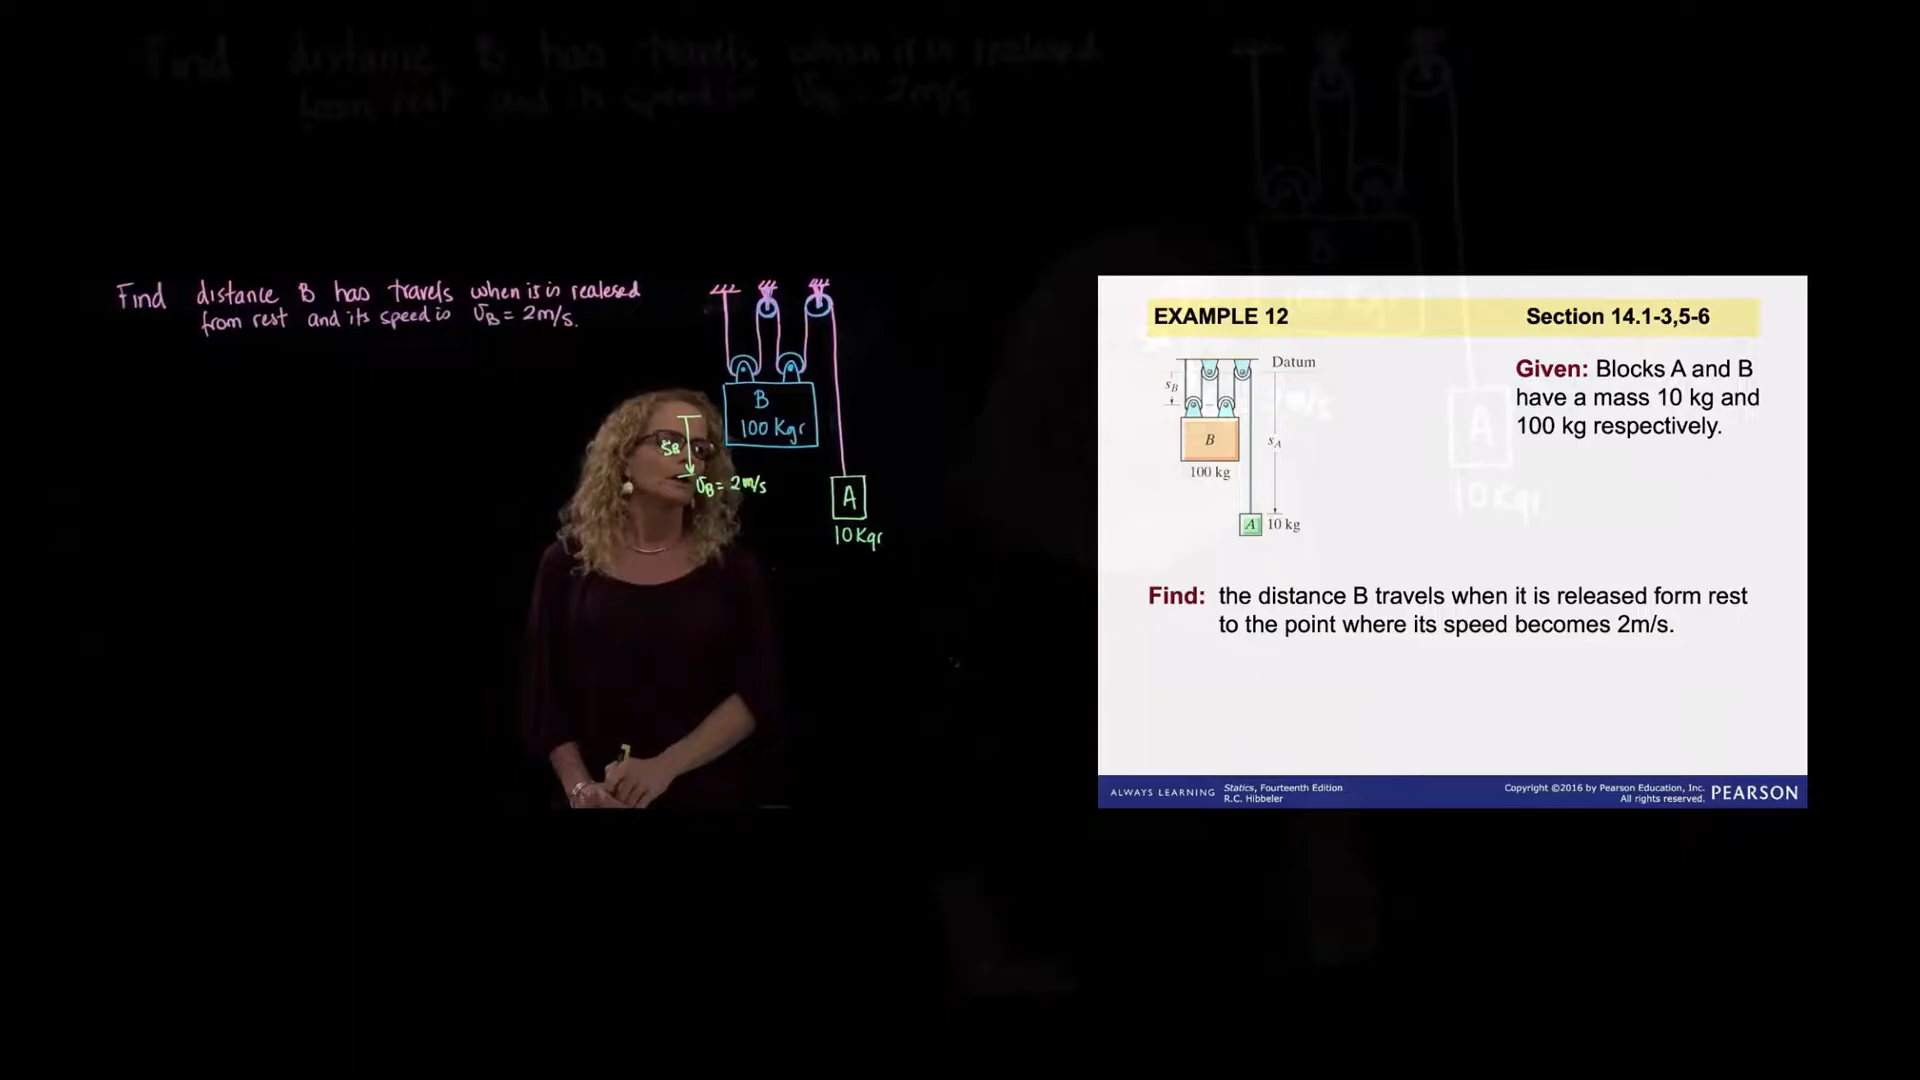 Find distance B has travels when is in realesed
from rest and its speed is VB = 2m/s.
B
100 Kgr
SB
VB = 2m/s
A
10Kgr
EXAMPLE 12 Section 14.1-3,5-6
Datum
sB
B
sA
100 kg
A 10 kg
Given: Blocks A and B
have a mass 10 kg and
100 kg respectively.
Find: the distance B travels when it is released form rest
to the point where its speed becomes 2m/s.
ALWAYS LEARNING
Statics, Fourteenth Edition
R.C. Hibbeler
Copyright ©2016 by Pearson Education, Inc.
All rights reserved.
PEARSON